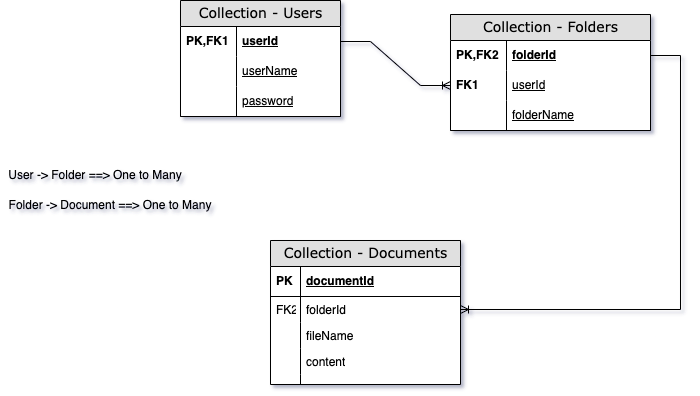 Collection - Users
PK,FK1 userId
userName
password
Collection - Folders
PK,FK2 folderId
FK1 userId
folderName
User -> Folder ==> One to Many
Folder -> Document ==> One to Many
Collection - Documents
PK documentId
FK2 folderId
fileName
content